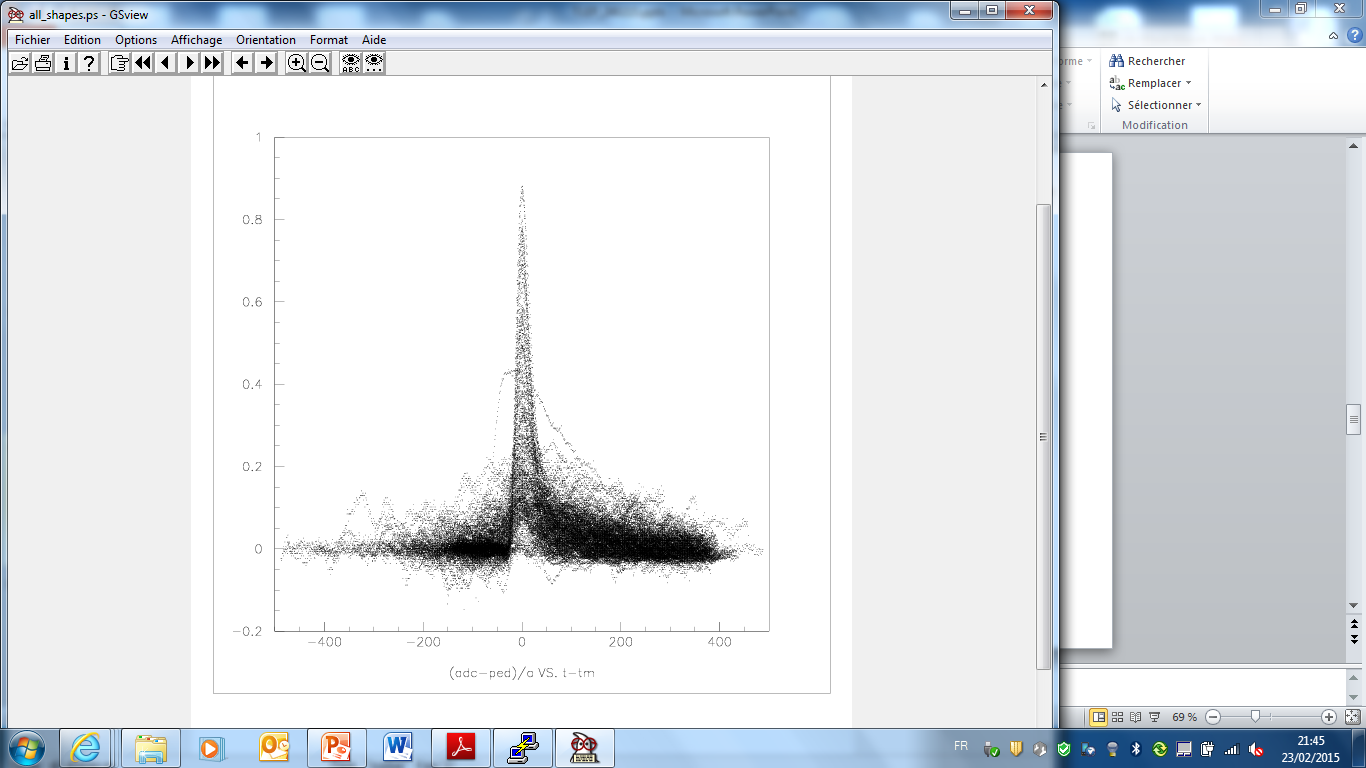 all_shapes.ps - GSview
Fichier Edition Options Affichage Orientation Format Aide
ABC
1
0.8
0.6
0.4
0.2
0
−0.2
−400 −200 0 200 400
(adc−ped)/a VS. t−tm
orme
Rechercher
Remplacer
Sélectionner
Modification
69 %
FR
21:45
23/02/2015